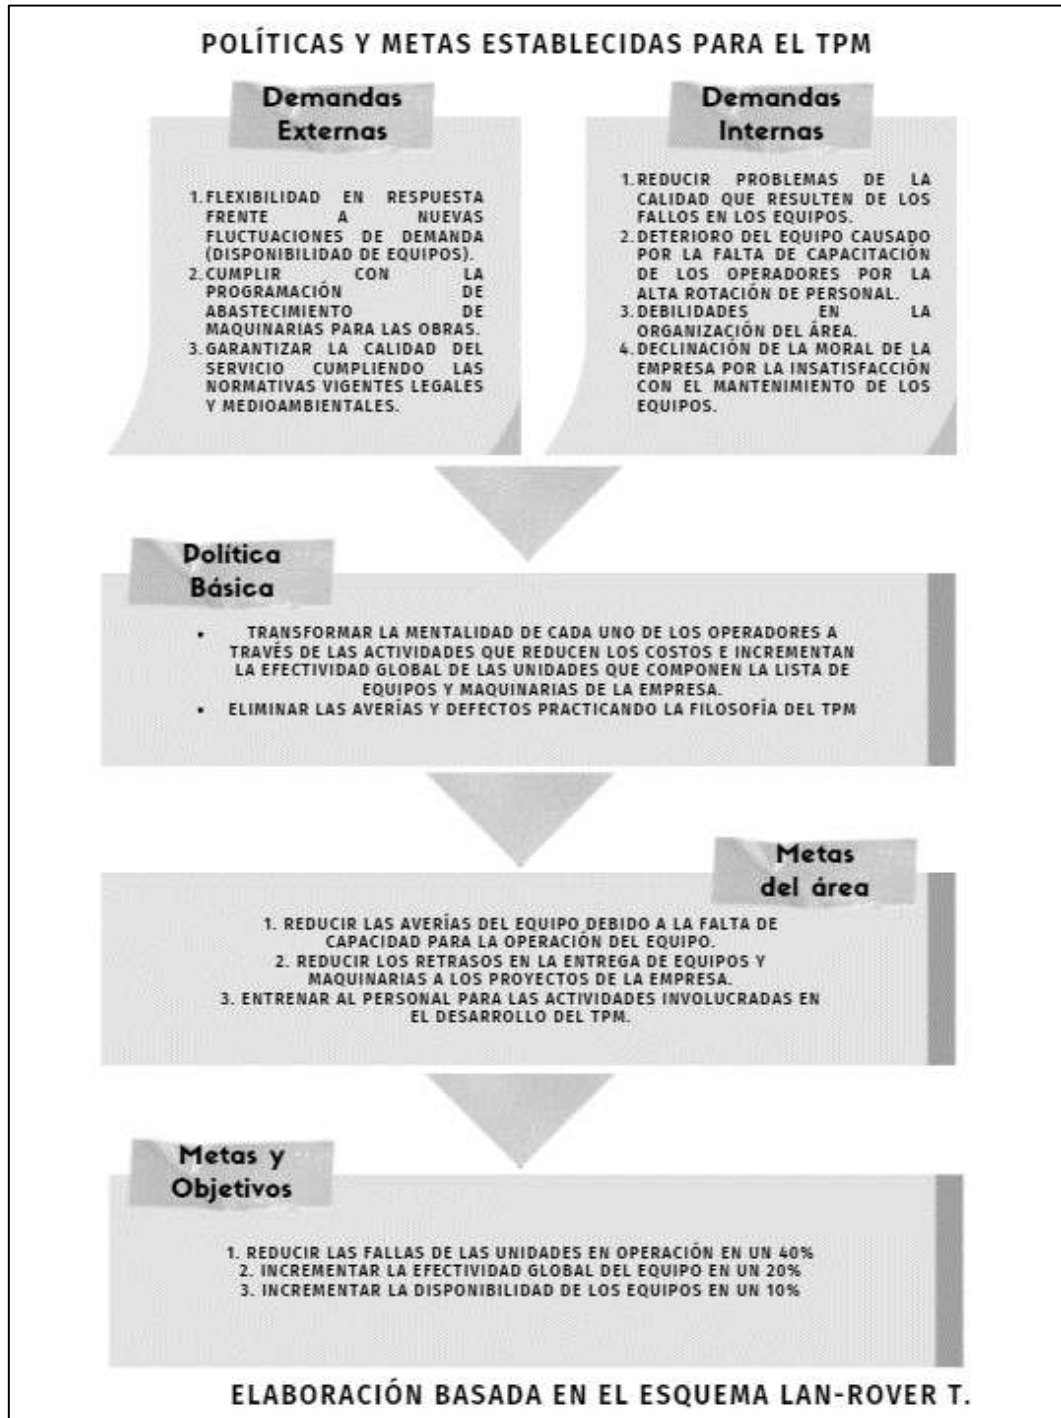 POLÍTICAS Y METAS ESTABLECIDAS PARA EL TPM
Demandas
Externas
1. FLEXIBILIDAD EN RESPUESTA
FRENTE A NUEVAS
FLUCTUACIONES DE DEMANDA
(DISPONIBILIDAD DE EQUIPOS).
2. CUMPLIR CON LA
PROGRAMACIÓN DE
ABASTECIMIENTO DE
MAQUINARIAS PARA LAS OBRAS.
3. GARANTIZAR LA CALIDAD DEL
SERVICIO CUMPLIENDO LAS
NORMATIVAS VIGENTES LEGALES
Y MEDIOAMBIENTALES.
Demandas
Internas
1. REDUCIR PROBLEMAS DE LA
CALIDAD QUE RESULTEN DE LOS
FALLOS EN LOS EQUIPOS.
2. DETERIORO DEL EQUIPO CAUSADO
POR LA FALTA DE CAPACITACIÓN
DE LOS OPERADORES POR LA
ALTA ROTACIÓN DE PERSONAL.
3. DEBILIDADES EN LA
ORGANIZACIÓN DEL ÁREA.
4. DECLINACIÓN DE LA MORAL DE LA
EMPRESA POR LA INSATISFACCIÓN
CON EL MANTENIMIENTO DE LOS
EQUIPOS.
Política
Básica
• TRANSFORMAR LA MENTALIDAD DE CADA UNO DE LOS OPERADORES A
TRAVÉS DE LAS ACTIVIDADES QUE REDUCEN LOS COSTOS E INCREMENTAN
LA EFECTIVIDAD GLOBAL DE LAS UNIDADES QUE COMPONEN LA LISTA DE
EQUIPOS Y MAQUINARIAS DE LA EMPRESA.
• ELIMINAR LAS AVERÍAS Y DEFECTOS PRACTICANDO LA FILOSOFÍA DEL TPM
Metas
del área
1. REDUCIR LAS AVERÍAS DEL EQUIPO DEBIDO A LA FALTA DE
CAPACIDAD PARA LA OPERACIÓN DEL EQUIPO.
2. REDUCIR LOS RETRASOS EN LA ENTREGA DE EQUIPOS Y
MAQUINARIAS A LOS PROYECTOS DE LA EMPRESA.
3. ENTRENAR AL PERSONAL PARA LAS ACTIVIDADES INVOLUCRADAS EN
EL DESARROLLO DEL TPM.
Metas y
Objetivos
1. REDUCIR LAS FALLAS DE LAS UNIDADES EN OPERACIÓN EN UN 40%
2. INCREMENTAR LA EFECTIVIDAD GLOBAL DEL EQUIPO EN UN 20%
3. INCREMENTAR LA DISPONIBILIDAD DE LOS EQUIPOS EN UN 10%
ELABORACIÓN BASADA EN EL ESQUEMA LAN-ROVER T.